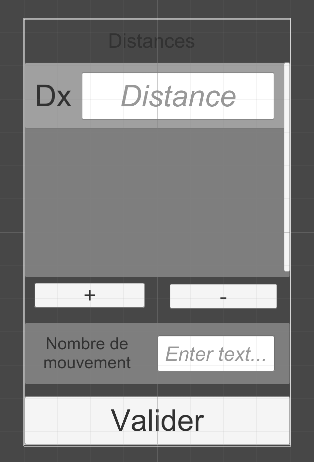 Distances
Dx Distance
+ -
Nombre de
mouvement
Enter text...
Valider